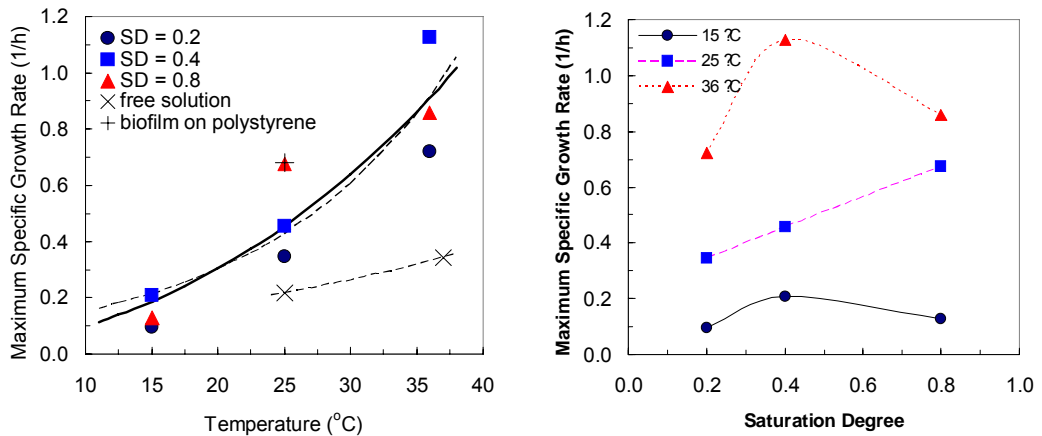 Maximum Specific Growth Rate (1/h)
1.2
1.0
0.8
0.6
0.4
0.2
0.0
SD = 0.2
SD = 0.4
SD = 0.8
free solution
biofilm on polystyrene
10 15 20 25 30 35 40
Temperature (°C)
Maximum Specific Growth Rate (1/h)
1.2
1.0
0.8
0.6
0.4
0.2
0.0
15 ?C
25 ?C
36 ?C
0.0 0.2 0.4 0.6 0.8 1.0
Saturation Degree